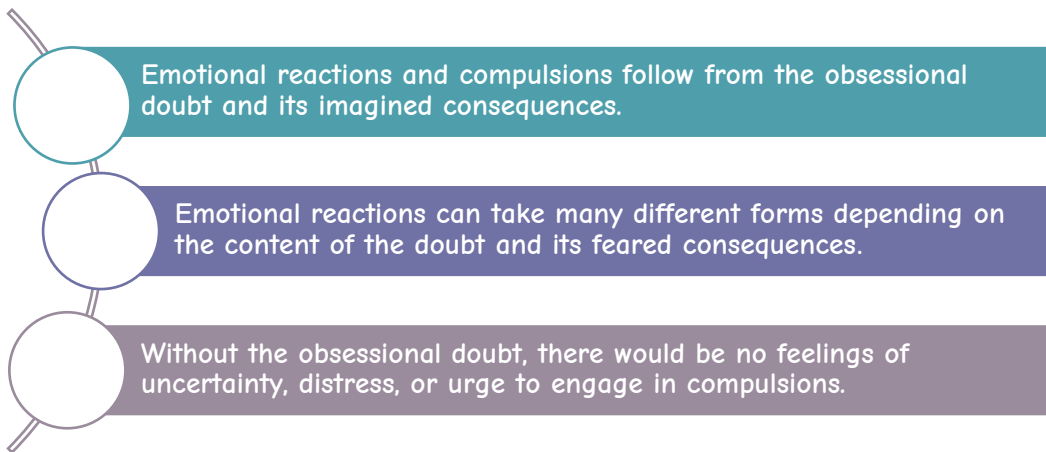 Emotional reactions and compulsions follow from the obsessional
doubt and its imagined consequences.
Emotional reactions can take many different forms depending on
the content of the doubt and its feared consequences.
Without the obsessional doubt, there would be no feelings of
uncertainty, distress, or urge to engage in compulsions.